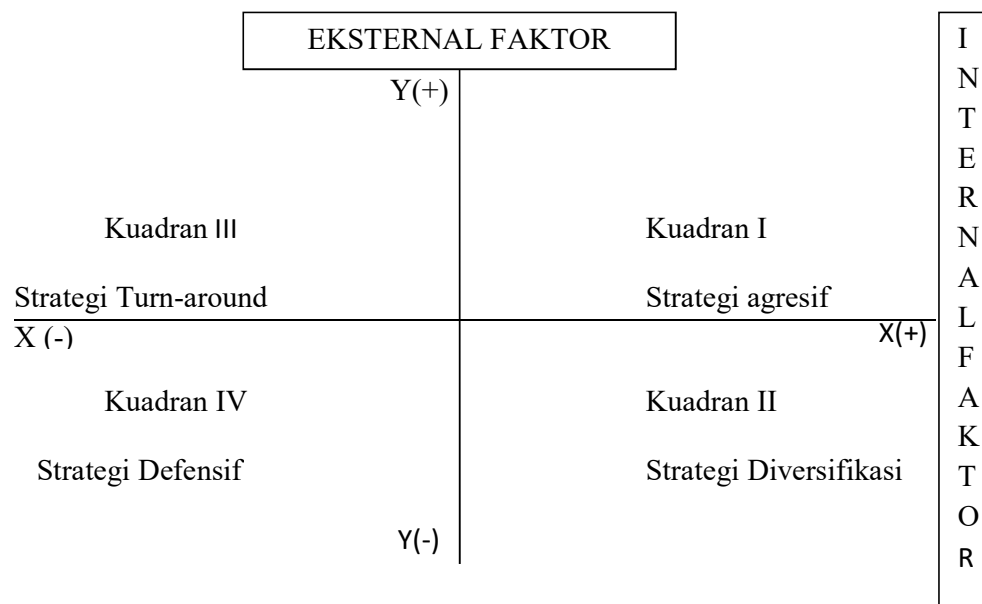 EKSTERNAL FAKTOR
Y(+)
Kuadran III
Kuadran I
Strategi Turn-around
Strategi agresif
X (-)
X(+)
Kuadran IV
Kuadran II
Strategi Defensif
Strategi Diversifikasi
Y(-)
I
N
T
E
R
N
A
L
F
A
K
T
O
R